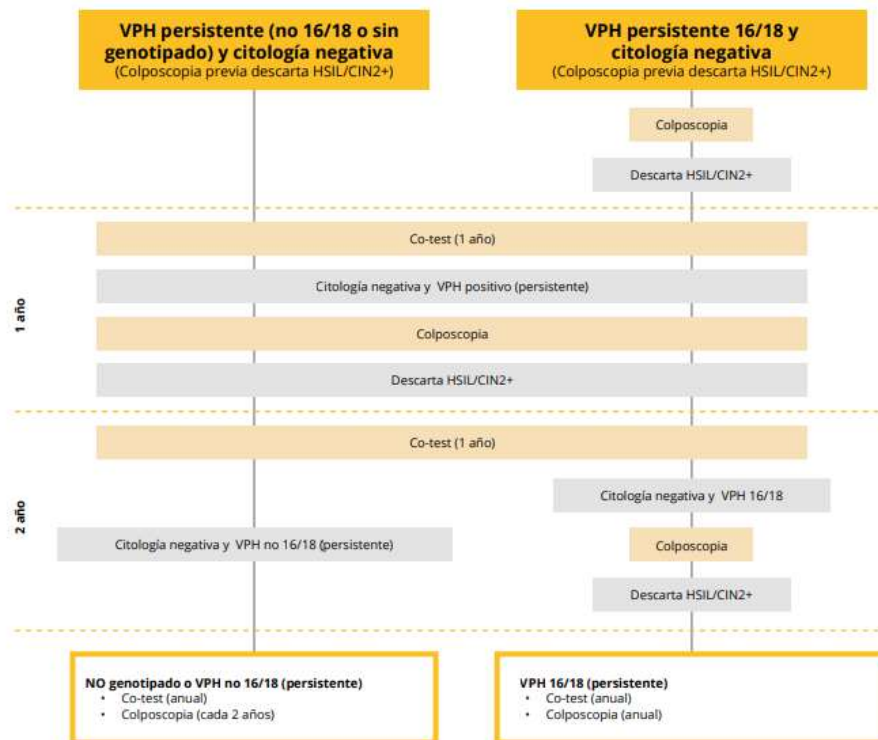 VPH persistente (no 16/18 o sin
genotipado) y citología negativa
(Colposcopia previa descarta HSIL/CIN2+)
VPH persistente 16/18 y
citología negativa
(Colposcopia previa descarta HSIL/CIN2+)
Colposcopia
Descarta HSIL/CIN2+
1 año
Co-test (1 año)
Citología negativa y VPH positivo (persistente)
Colposcopia
Descarta HSIL/CIN2+
2 año
Co-test (1 año)
Citología negativa y VPH 16/18
Citología negativa y VPH no 16/18 (persistente)
Colposcopia
Descarta HSIL/CIN2+
NO genotipado o VPH no 16/18 (persistente)
• Co-test (anual)
• Colposcopia (cada 2 años)
VPH 16/18 (persistente)
• Co-test (anual)
• Colposcopia (anual)